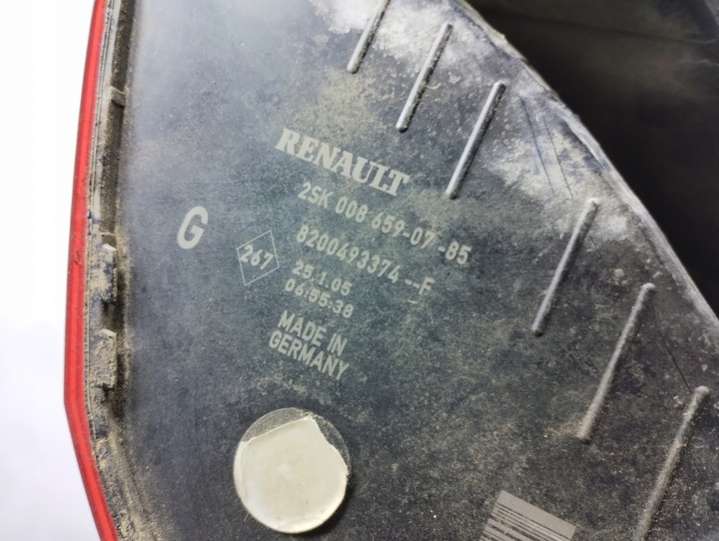 RENAULT
2SK 008 659-07 -85
8200493374--F
G
267
25.1.05
06:55:38
MADE IN
GERMANY